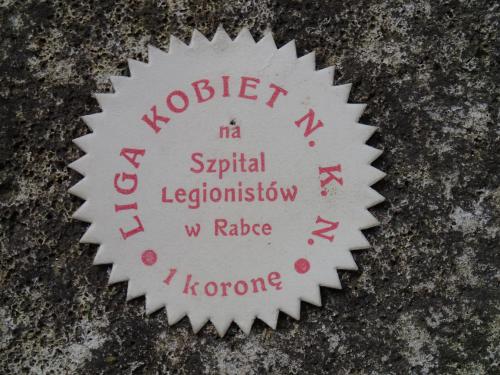 LIGA KOBIET N. K. N.
na
Szpital
Legionistów
w Rabce
• 1 koronę •